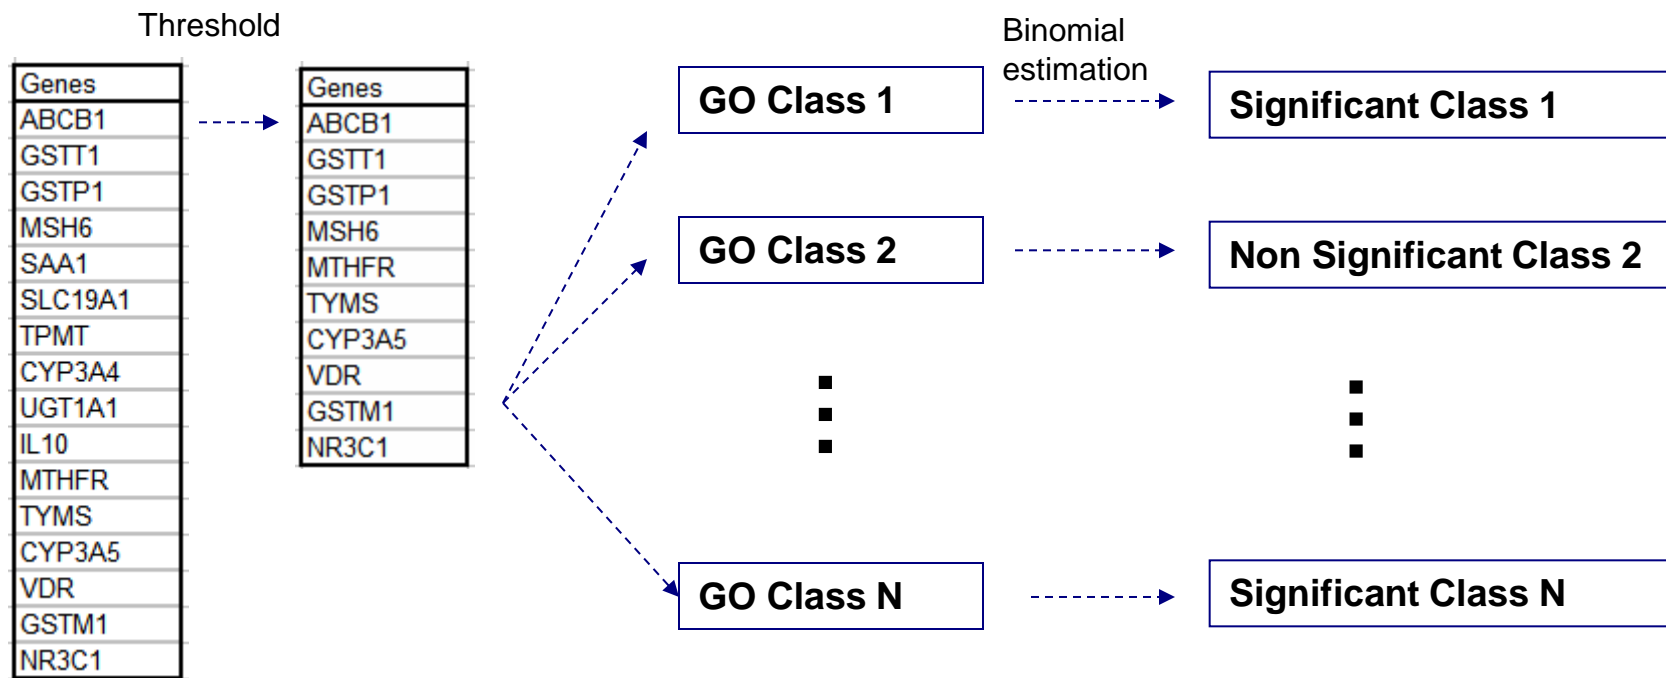 Threshold
Genes
ABCB1
GSTT1
GSTP1
MSH6
SAA1
SLC19A1
TPMT
CYP3A4
UGT1A1
IL10
MTHFR
TYMS
CYP3A5
VDR
GSTM1
NR3C1
Genes
ABCB1
GSTT1
GSTP1
MSH6
MTHFR
TYMS
CYP3A5
VDR
GSTM1
NR3C1
GO Class 1
GO Class 2
GO Class N
Binomial
estimation
Significant Class 1
Non Significant Class 2
Significant Class N